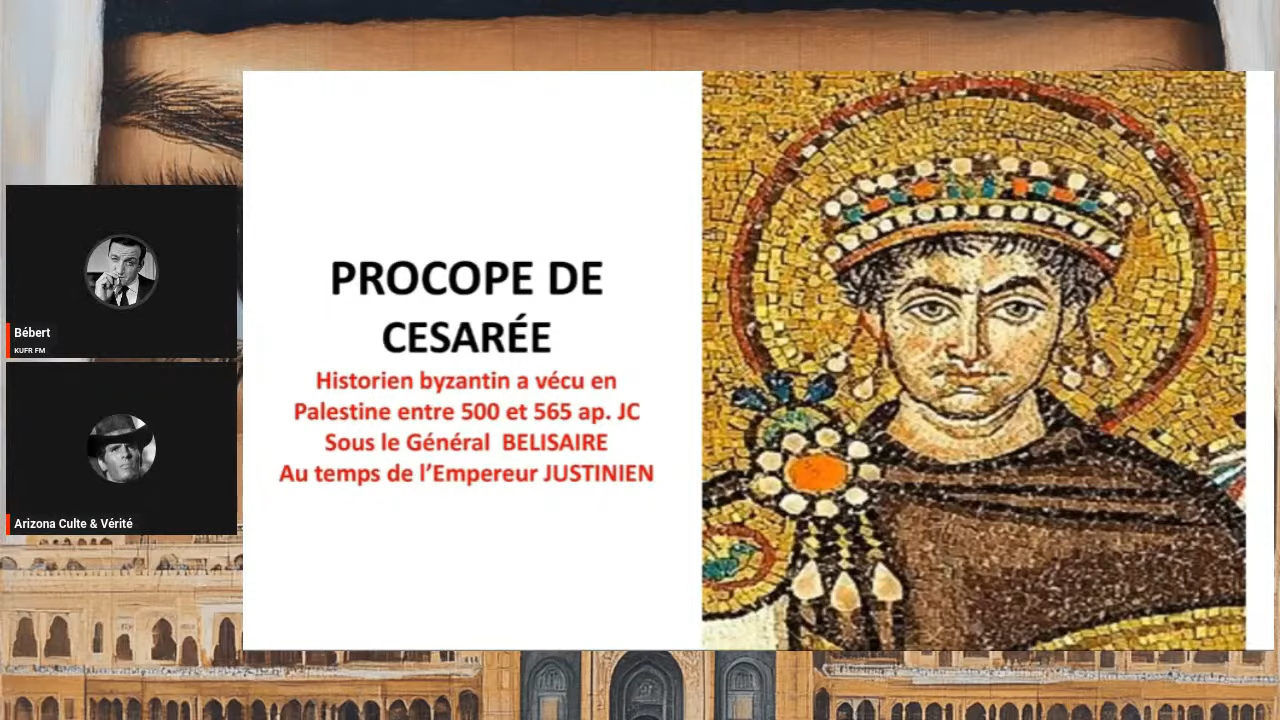 PROCOPE DE
CESARÉE
Historien byzantin a vécu en
Palestine entre 500 et 565 ap. JC
Sous le Général BELISAIRE
Au temps de l’Empereur JUSTINIEN
Bébert
KUFR FM
Arizona Culte & Vérité